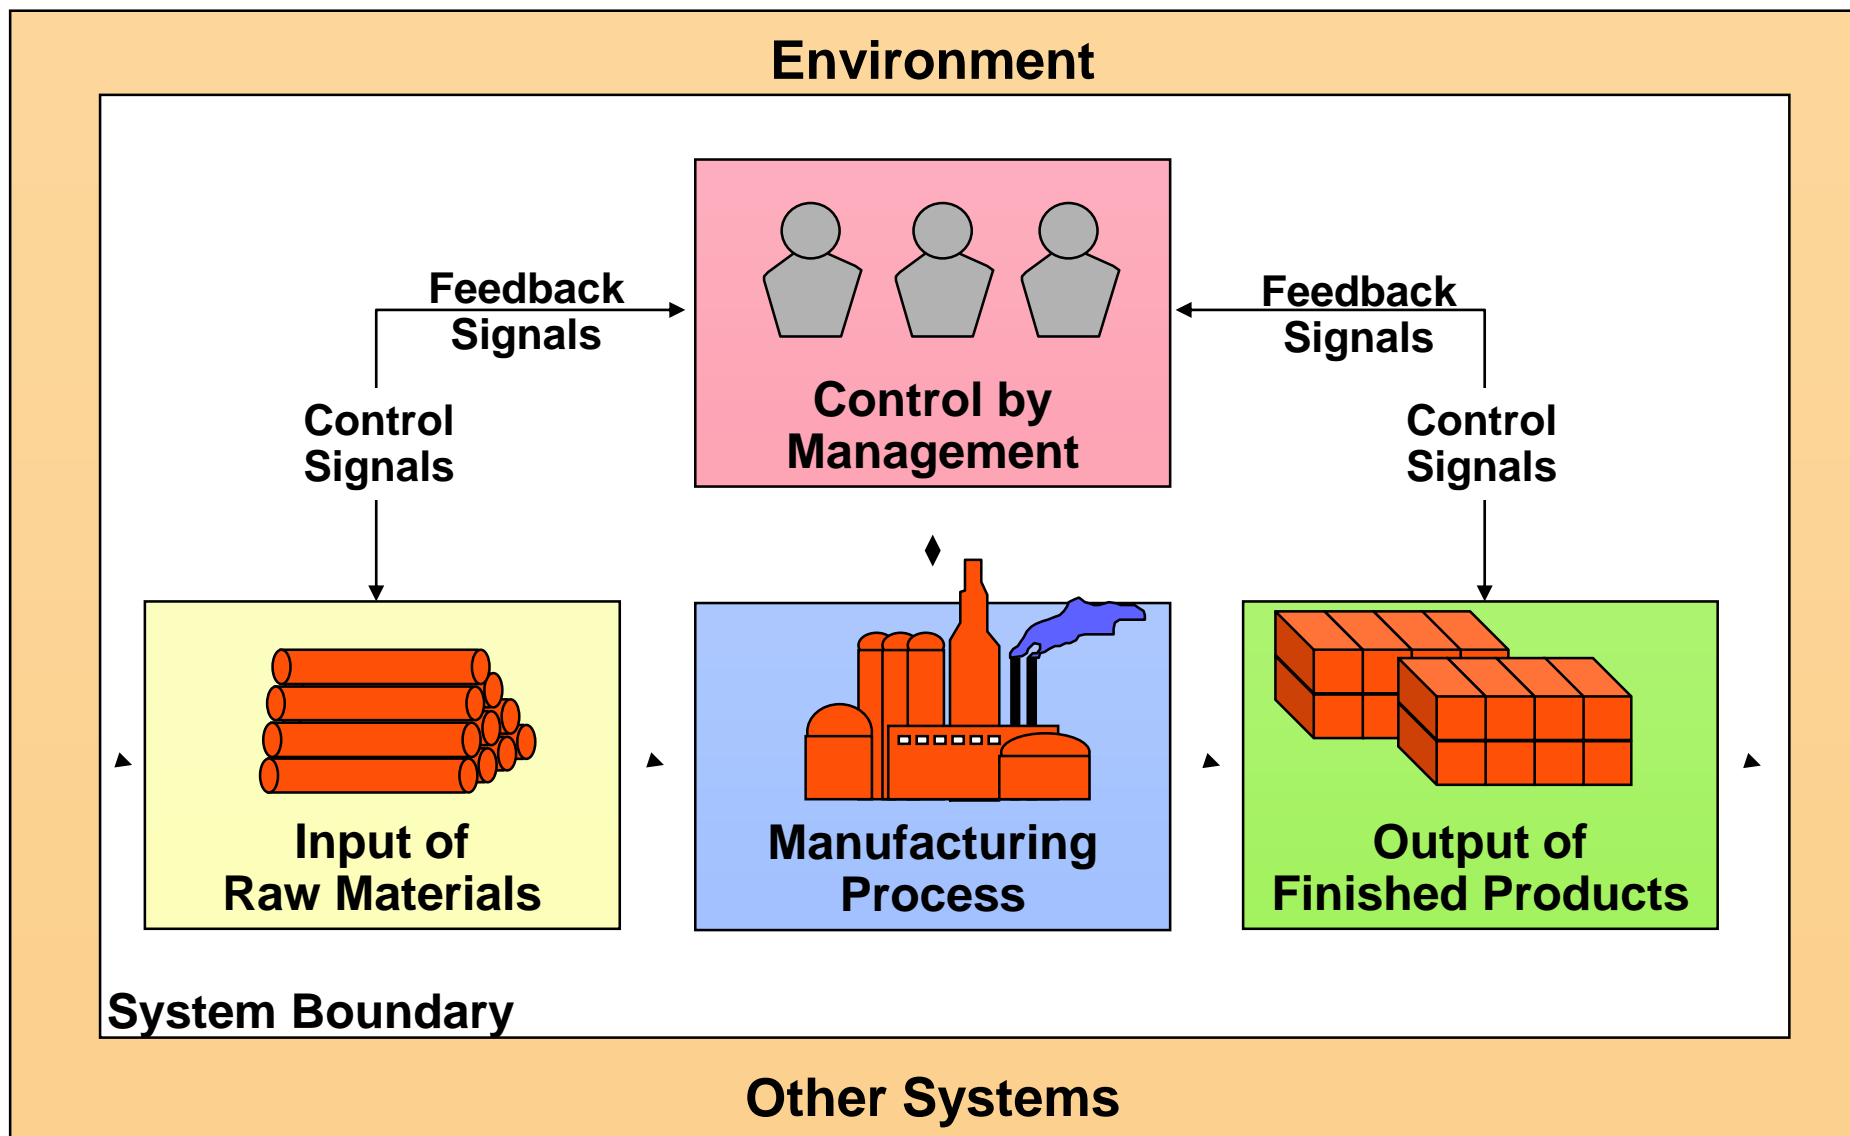 Environment
Feedback
Signals
Feedback
Signals
Control by
Management
Control
Signals
Control
Signals
Input of
Raw Materials
Manufacturing
Process
Output of
Finished Products
System Boundary
Other Systems